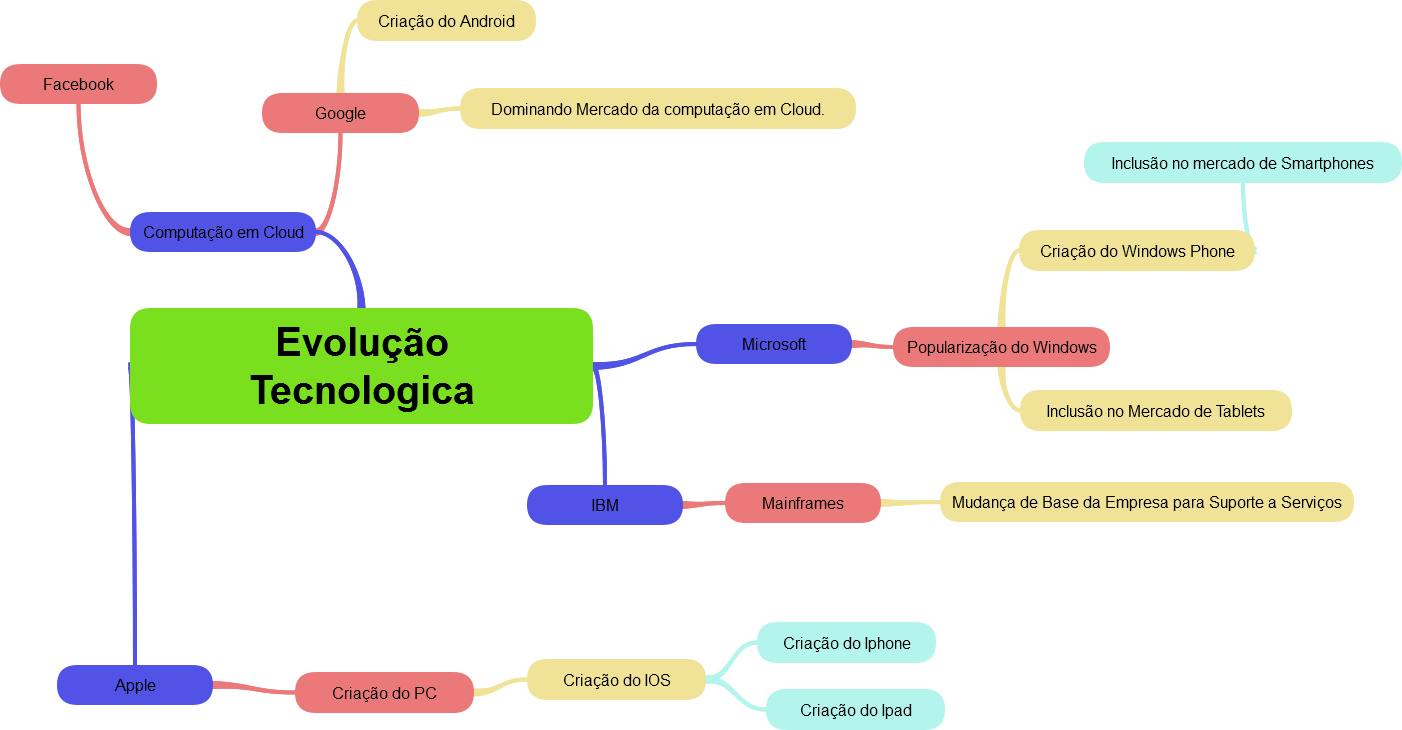 Criação do Android
Facebook
Google
Dominando Mercado da computação em Cloud.
Inclusão no mercado de Smartphones
Computação em Cloud
Criação do Windows Phone
Evolução
Tecnologica
Microsoft
Popularização do Windows
Inclusão no Mercado de Tablets
IBM
Mainframes
Mudança de Base da Empresa para Suporte a Serviços
Criação do Iphone
Apple
Criação do PC
Criação do IOS
Criação do Ipad